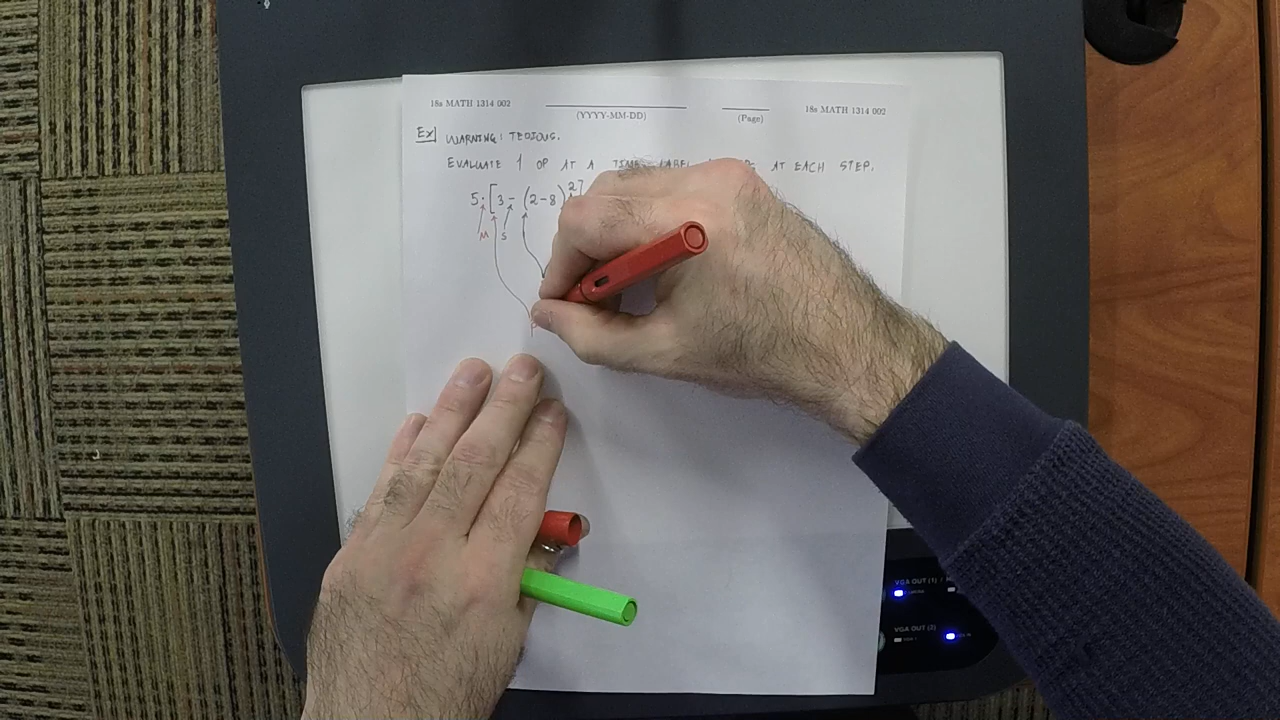 18s MATH 1314 002 (YYYY-MM-DD) (Page) 18s MATH 1314 002
Ex WARNING: TEDIOUS.
EVALUATE 1 OP AT A TIME LABEL AT EACH STEP.
5·[3-(2-8)²]
M S
P
VGA OUT (1)
VGA OUT (2)